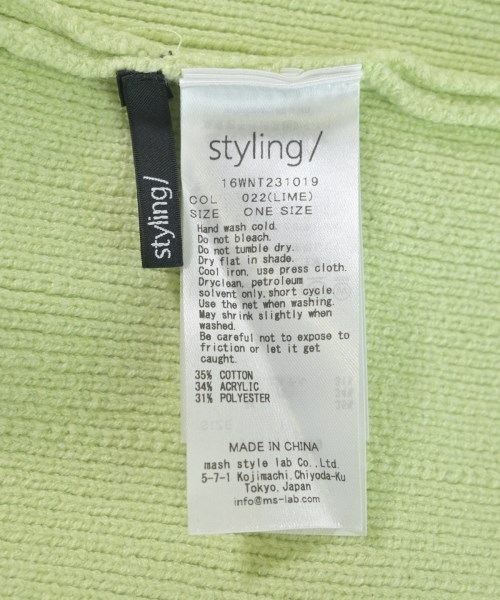 styling/
styling/
16WNT231019
COL 022(LIME)
SIZE ONE SIZE
Hand wash cold.
Do not bleach.
Do not tumble dry.
Dry flat in shade.
Cool iron, use press cloth.
Dryclean, petroleum
solvent only, short cycle.
Use the net when washing.
May shrink slightly when
washed.
Be careful not to expose to
friction or let it get
caught.
35% COTTON
34% ACRYLIC
31% POLYESTER
MADE IN CHINA
mash style lab Co.,Ltd.
5-7-1 Kojimachi,Chiyoda-Ku
Tokyo,Japan
info@ms-lab.com